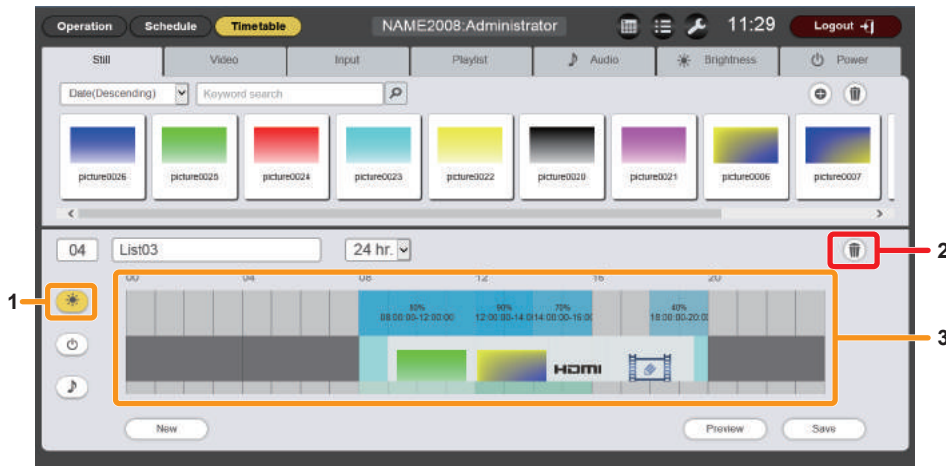 Operation Schedule Timetable NAME2008:Administrator 11:29 Logout
Still Video Input Playlist Audio Brightness Power
Date(Descending) Keyword search
picture0026 picture0025 picture0024 picture0023 picture0022 picture0020 picture0021 picture0006 picture0007
04 List03 24 hr. 2
00 04 08 12 16 20
1
90% 70% 40%
08:00:00-12:00:00 12:00:00-14:0 14:00:00-16:00 18:00:00-20:00
3
HDMI
New Preview Save